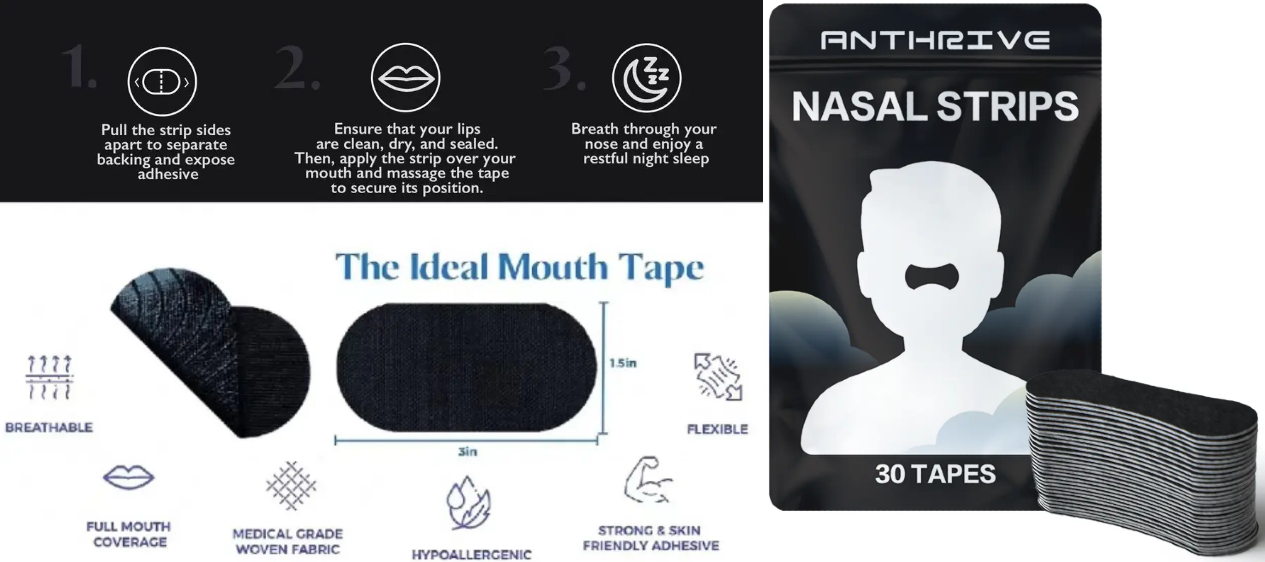 1.
Pull the strip sides
apart to separate
backing and expose
adhesive
2.
Ensure that your lips
are clean, dry, and sealed.
Then, apply the strip over your
mouth and massage the tape
to secure its position.
3.
Breath through your
nose and enjoy a
restful night sleep
The Ideal Mouth Tape
1.5in
3in
BREATHABLE
FLEXIBLE
FULL MOUTH
COVERAGE
MEDICAL GRADE
WOVEN FABRIC
HYPOALLERGENIC
STRONG & SKIN
FRIENDLY ADHESIVE
ANTHRIVE
NASAL STRIPS
30 TAPES